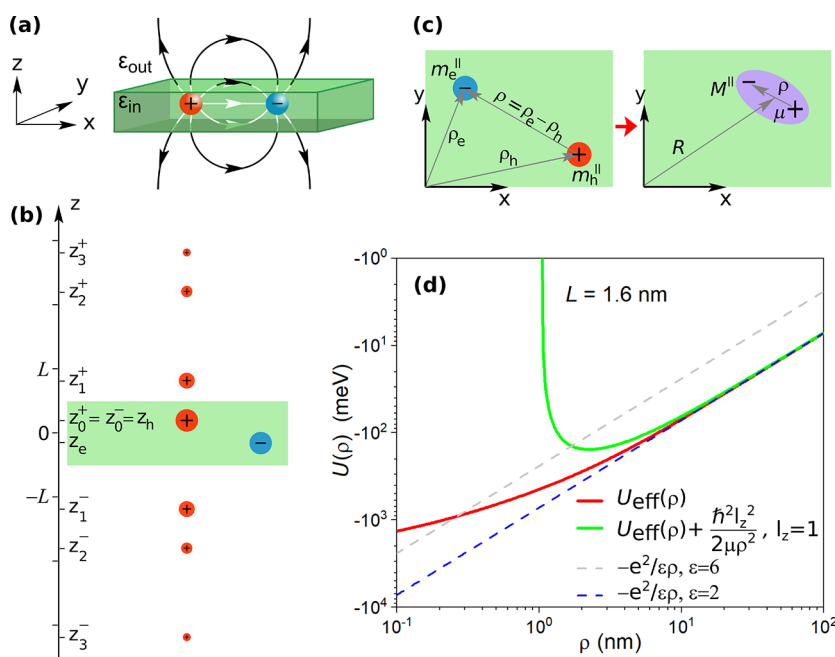 (a)
z
y
x
εout
εin
+
−
(b)
z
z₃⁺
z₂⁺
L
z₁⁺
z₀⁺ = z₀⁻ = zₕ
0
zₑ
−L
z₁⁻
z₂⁻
z₃⁻
+
+
+
+
−
+
+
+
(c)
y
mₑ∥
−
ρ = ρₑ − ρₕ
ρₑ
ρₕ
+
mₕ∥
x
y
M∥
−
ρ
μ
+
R
x
(d)
L = 1.6 nm
U(ρ) (meV)
-10⁰
-10¹
-10²
-10³
-10⁴
10⁻¹
10⁰
10¹
10²
ρ (nm)
Ueff(ρ)
Ueff(ρ) + ℏ²l_z²/2μρ² , l_z=1
−e²/ερ, ε=6
−e²/ερ, ε=2